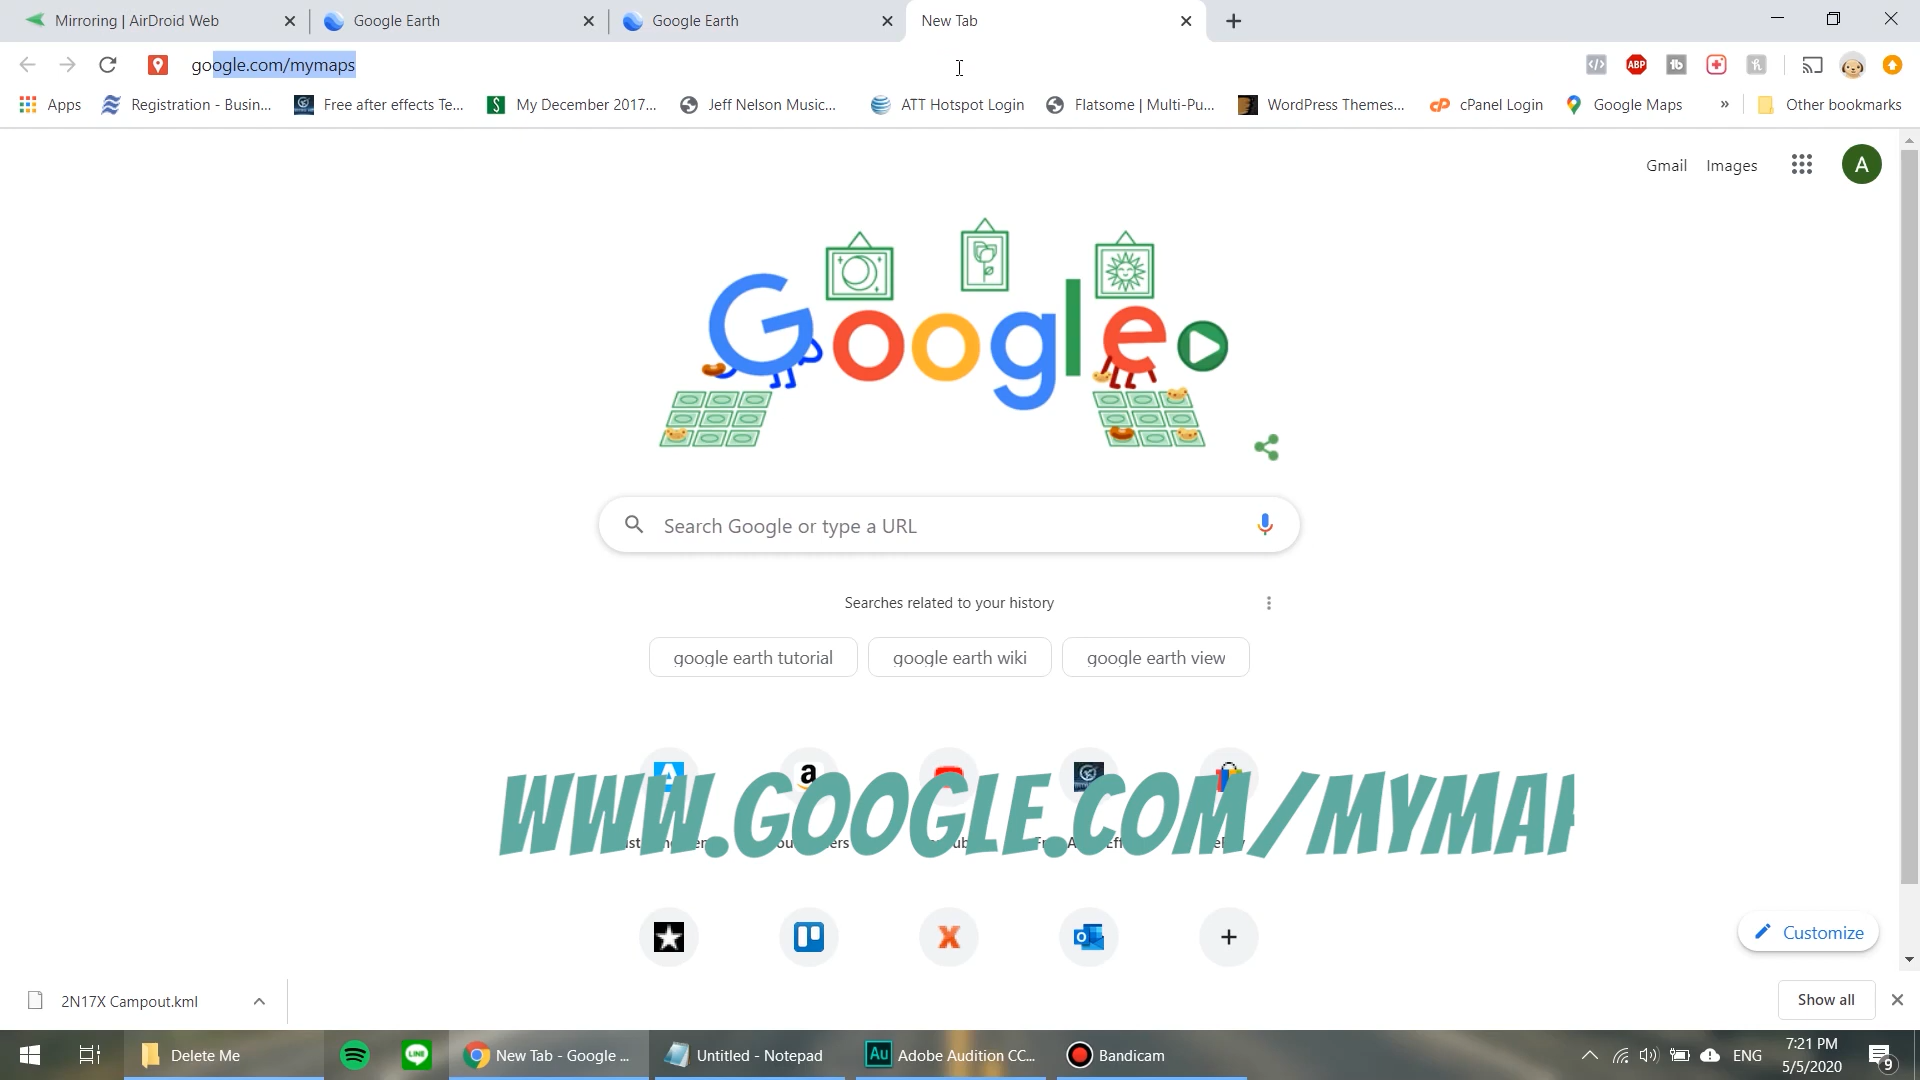 Mirroring | AirDroid Web
Google Earth
Google Earth
New Tab
google.com/mymaps
ABP
Apps
Registration - Busin...
Free after effects Te...
My December 2017...
Jeff Nelson Music...
ATT Hotspot Login
Flatsome | Multi-Pu...
WordPress Themes...
cPanel Login
Google Maps
»
Other bookmarks
Gmail
Images
A
Google
Search Google or type a URL
Searches related to your history
google earth tutorial
google earth wiki
google earth view
WWW.GOOGLE.COM/MYMA
Customize
2N17X Campout.kml
Show all
Delete Me
LINE
New Tab - Google ...
Untitled - Notepad
Au
Adobe Audition CC...
Bandicam
ENG
7:21 PM
5/5/2020
9